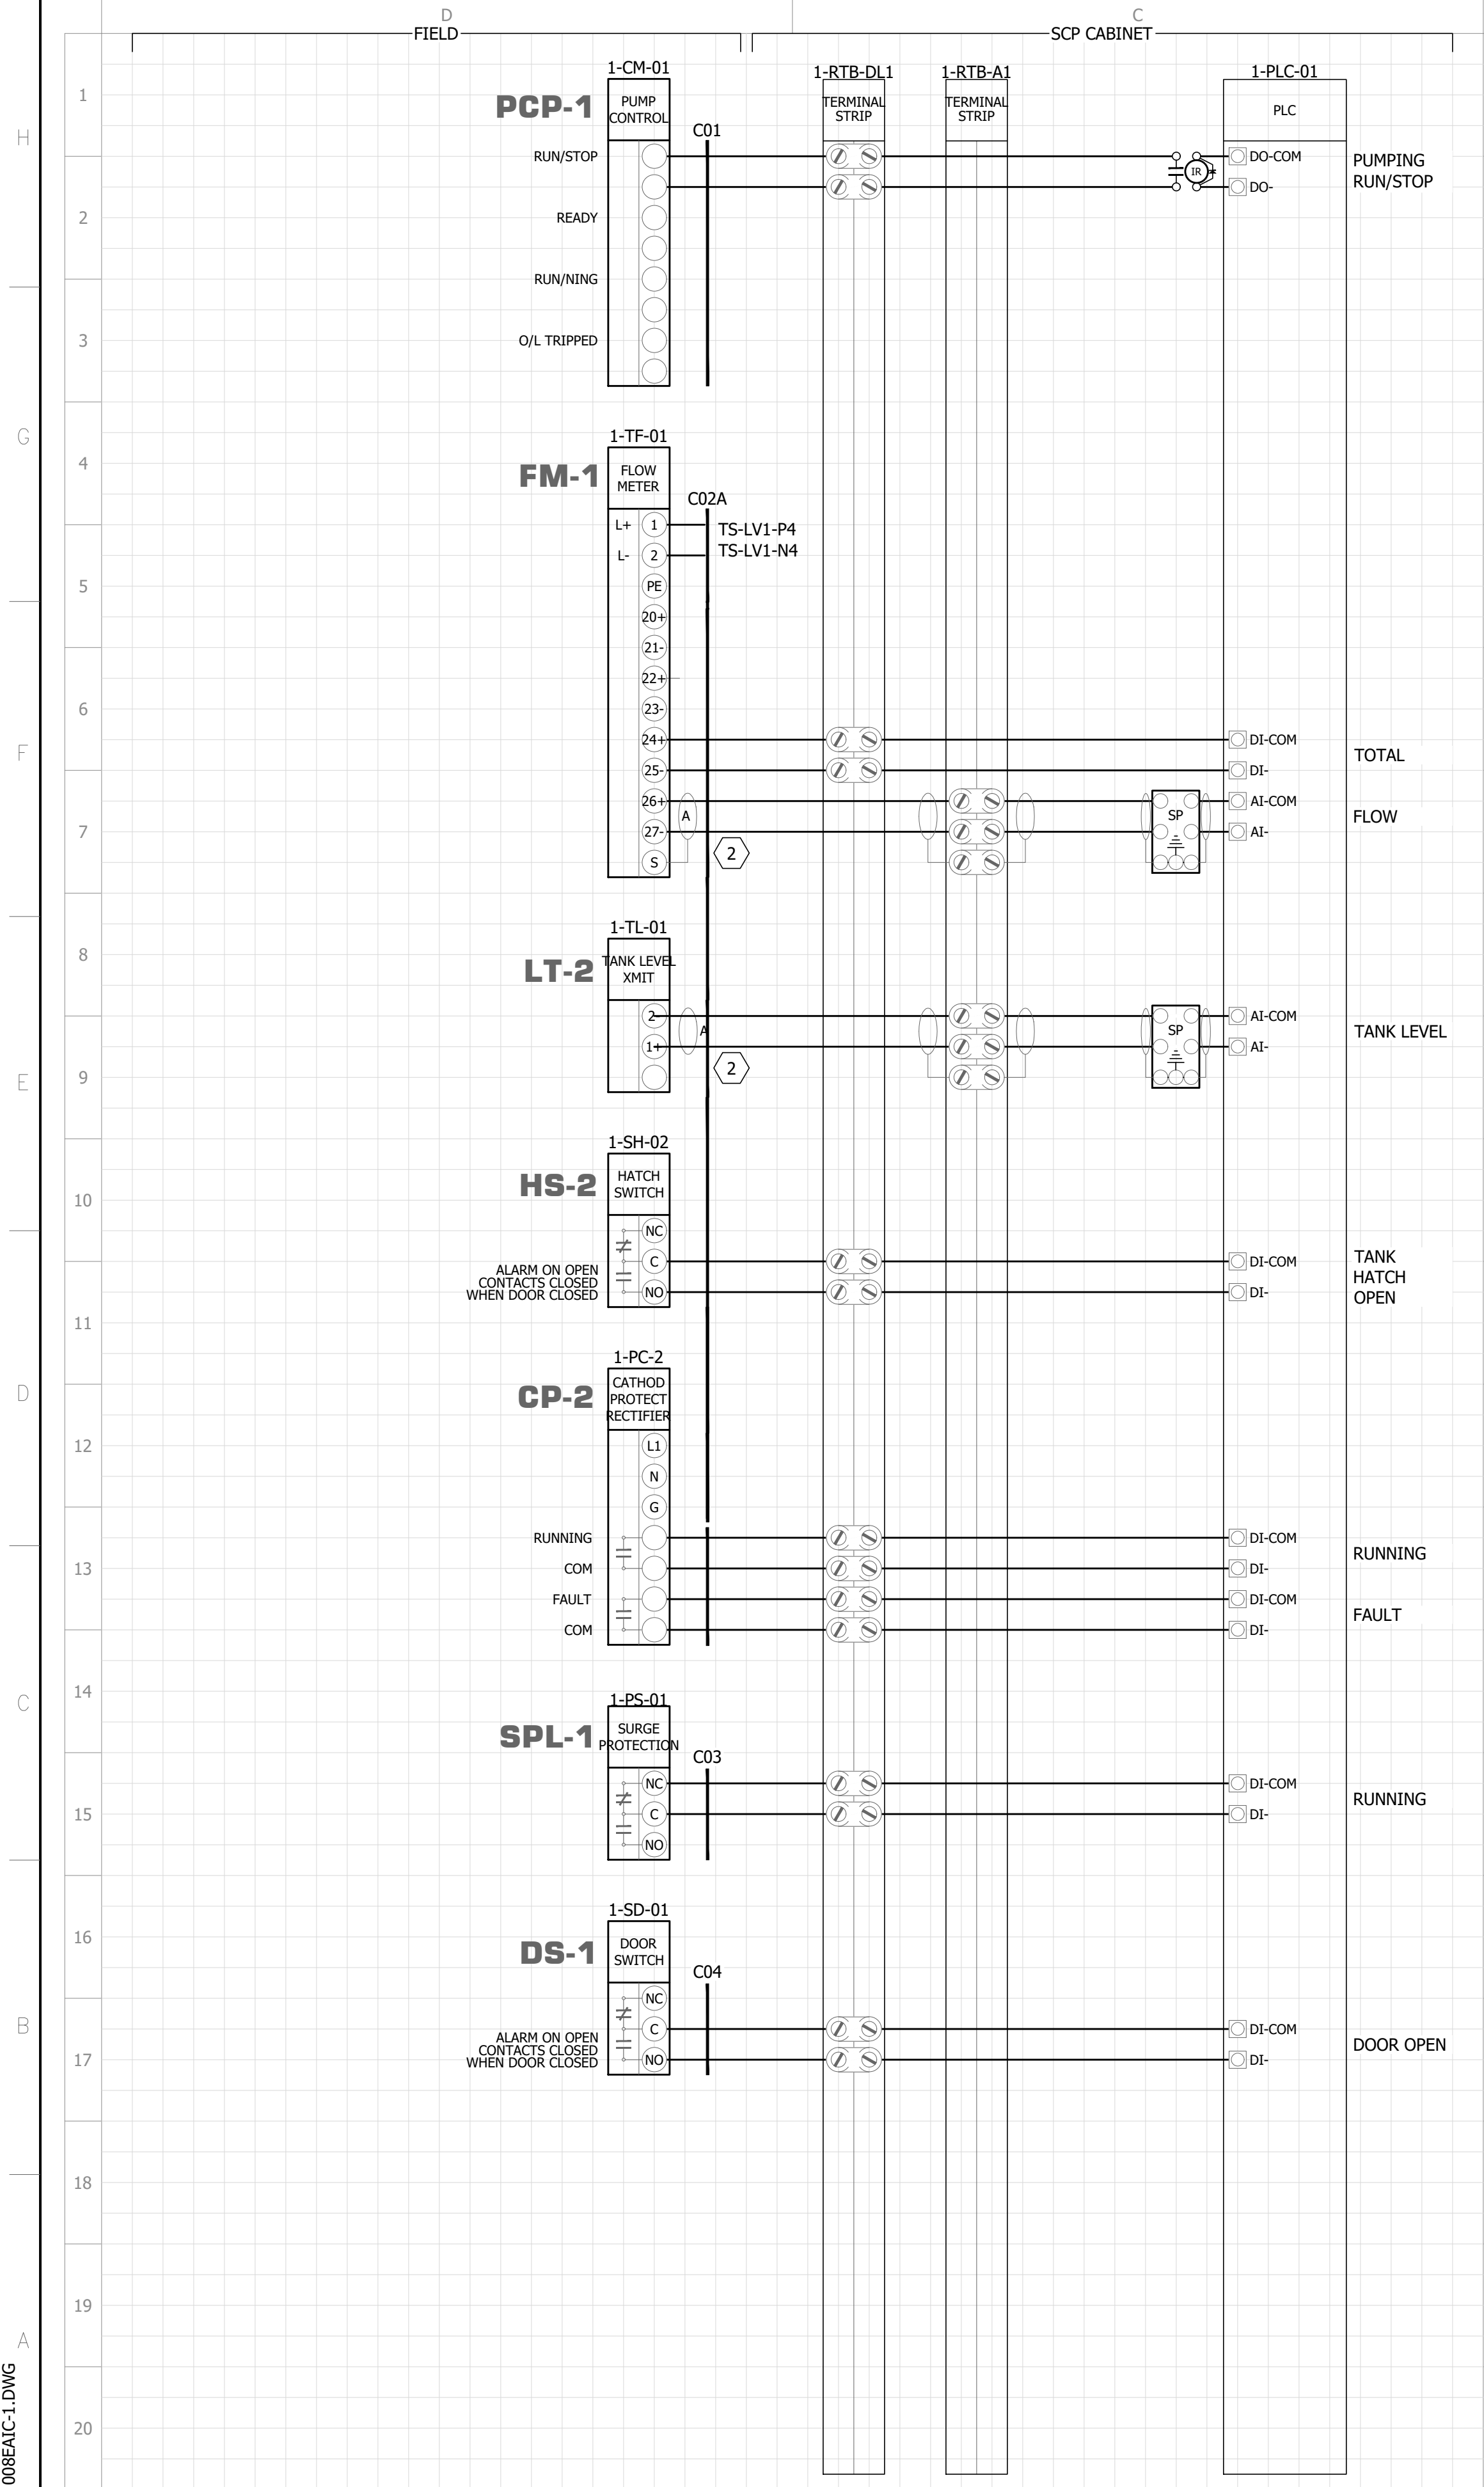 D
C
FIELD
SCP CABINET
1-CM-01
1-RTB-DL1
1-RTB-A1
1-PLC-01
1
H
PCP-1
PUMP
CONTROL
TERMINAL
STRIP
TERMINAL
STRIP
PLC
C01
RUN/STOP
IR
DO-COM
DO-
PUMPING
RUN/STOP
2
READY
RUN/NING
3
O/L TRIPPED
G
1-TF-01
4
FM-1
FLOW
METER
C02A
L+
1
TS-LV1-P4
L-
2
TS-LV1-N4
5
PE
20+
21-
22+
6
23-
F
24+
DI-COM
TOTAL
25-
DI-
26+
A
SP
AI-COM
FLOW
7
27-
2
AI-
S
1-TL-01
8
LT-2
TANK LEVEL
XMIT
2-
A
SP
AI-COM
TANK LEVEL
1+
AI-
2
E
9
1-SH-02
HS-2
HATCH
SWITCH
10
NC
C
DI-COM
TANK
HATCH
OPEN
ALARM ON OPEN
CONTACTS CLOSED
WHEN DOOR CLOSED
NO
DI-
11
1-PC-2
D
CP-2
CATHOD
PROTECT
RECTIFIER
12
L1
N
G
RUNNING
DI-COM
RUNNING
13
COM
DI-
FAULT
DI-COM
FAULT
COM
DI-
14
C
1-PS-01
SPL-1
SURGE
PROTECTION
C03
NC
DI-COM
RUNNING
15
C
DI-
NO
1-SD-01
16
DS-1
DOOR
SWITCH
C04
NC
B
C
DI-COM
DOOR OPEN
ALARM ON OPEN
CONTACTS CLOSED
WHEN DOOR CLOSED
17
NO
DI-
18
19
A
20
008EAIC-1.DWG